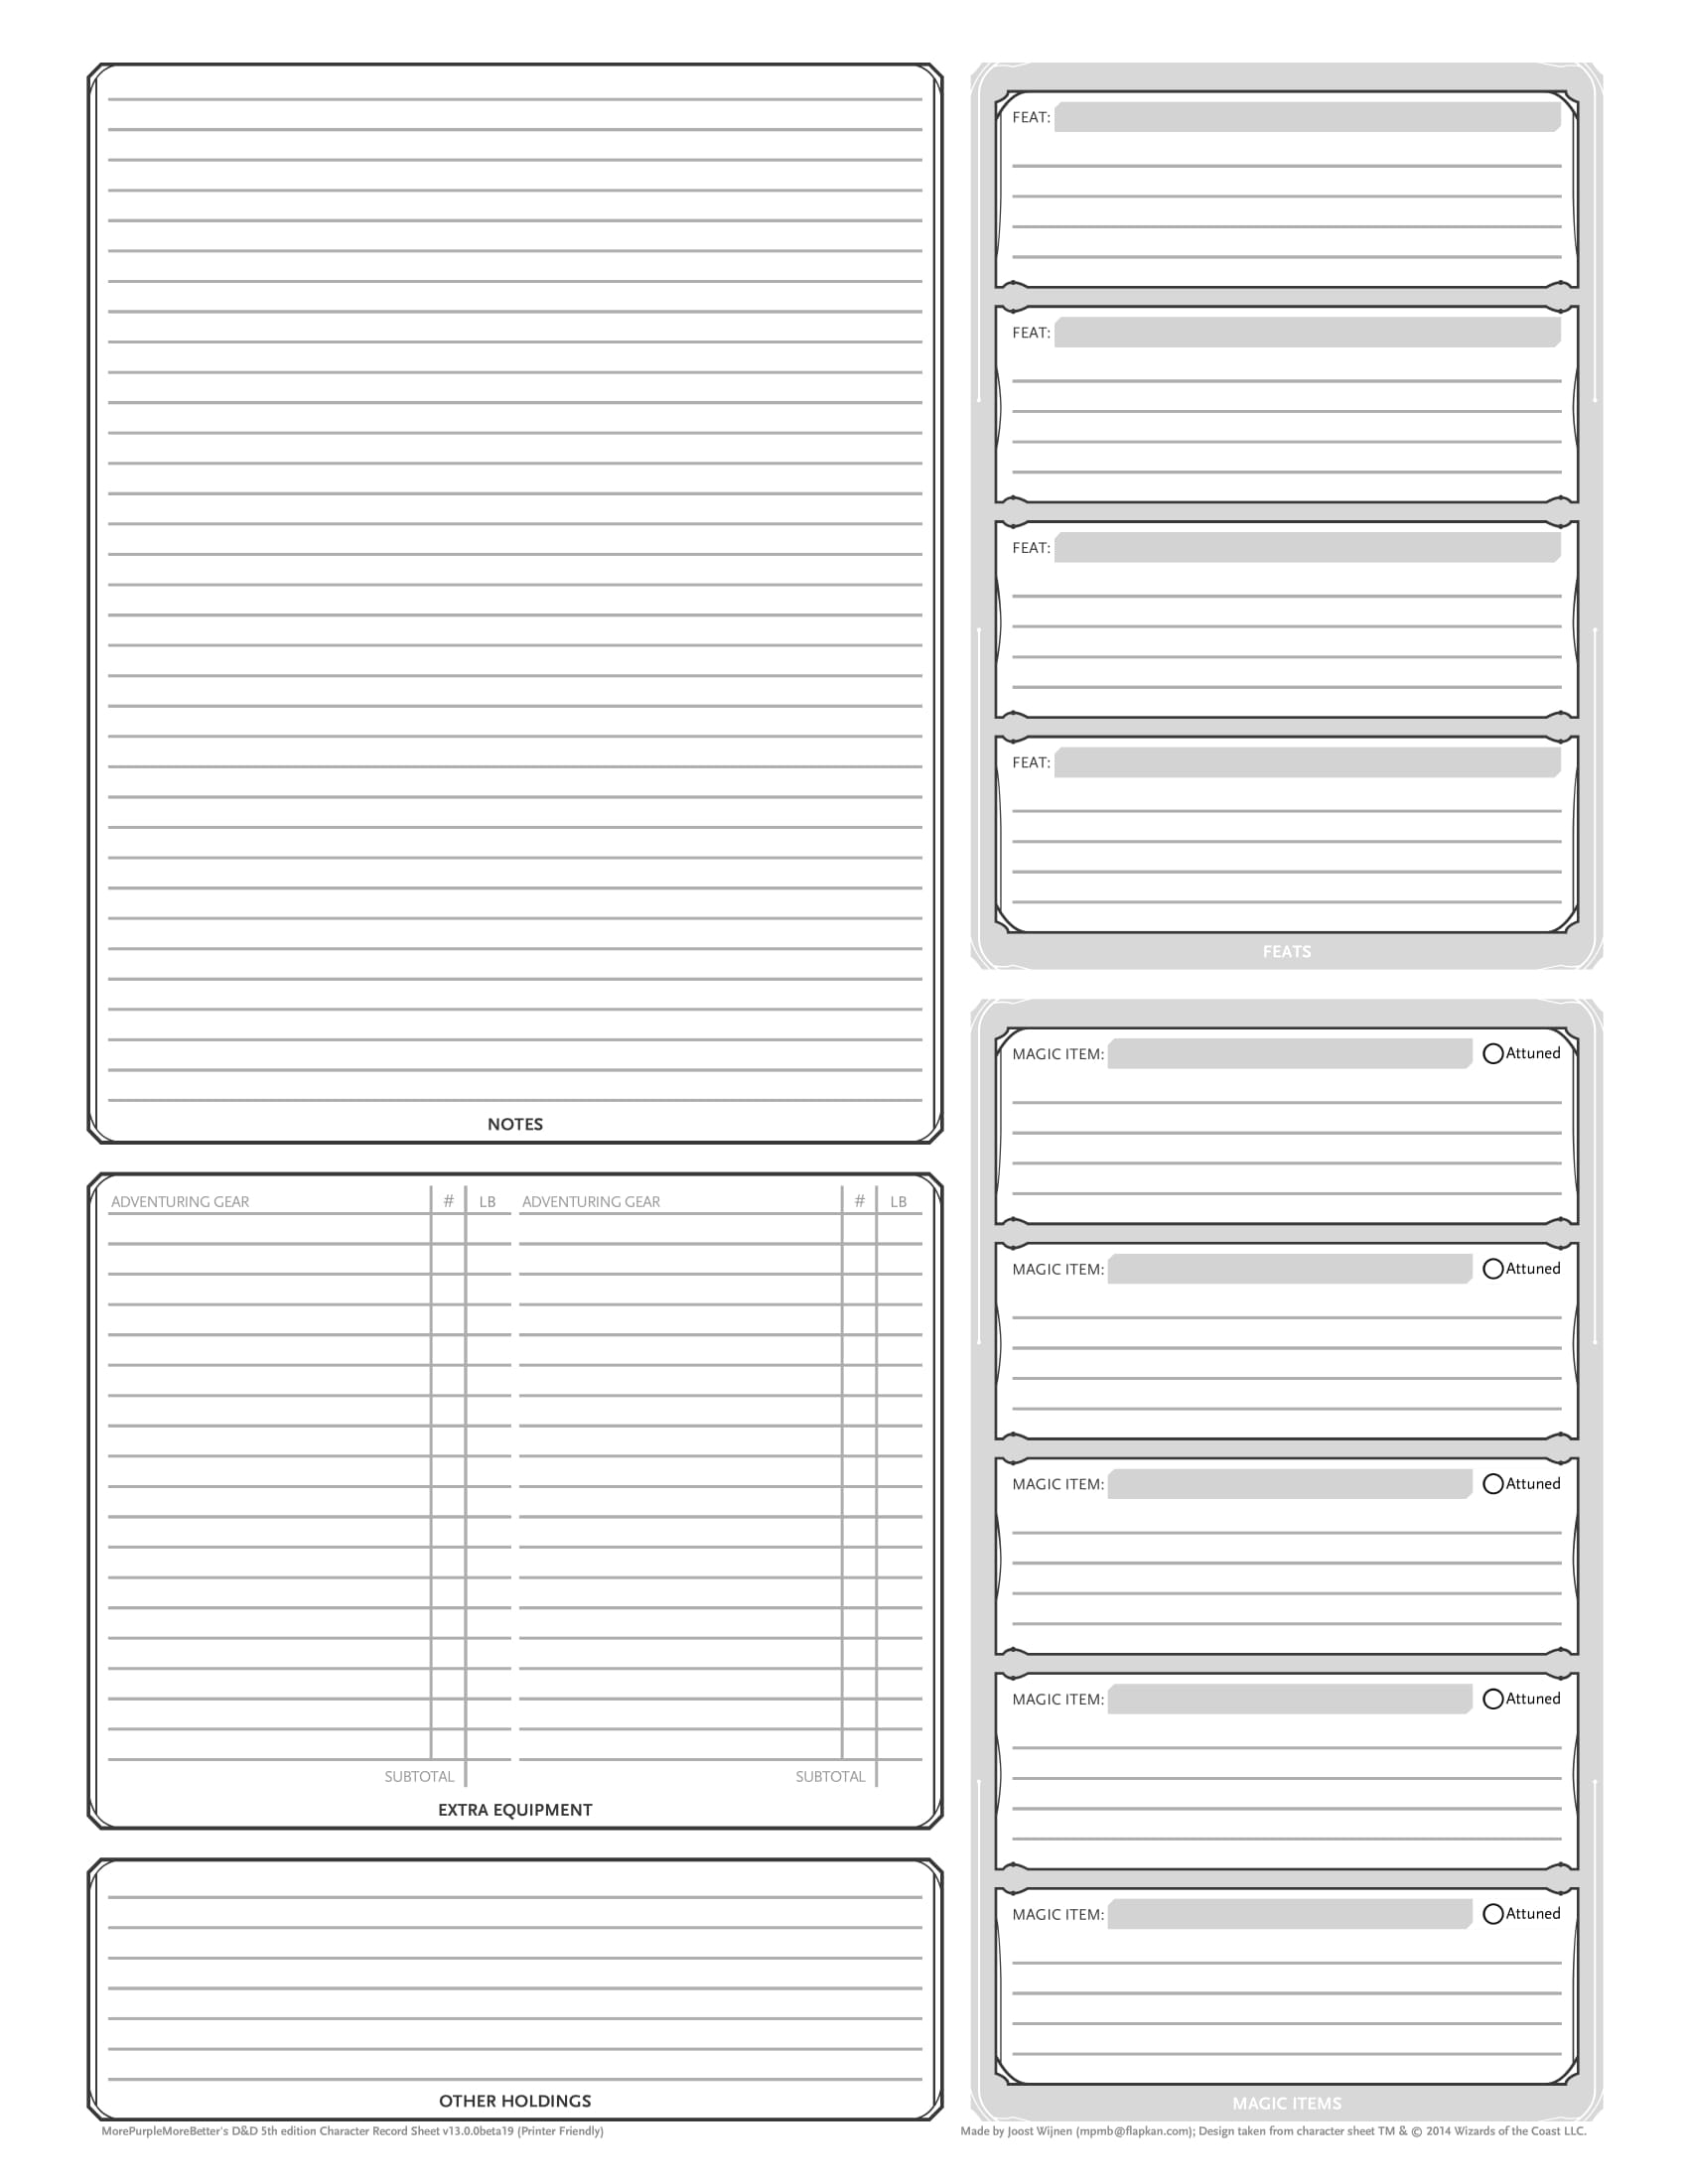 NOTES
ADVENTURING GEAR # LB ADVENTURING GEAR # LB
SUBTOTAL SUBTOTAL
EXTRA EQUIPMENT
OTHER HOLDINGS
FEAT:
FEAT:
FEAT:
FEAT:
FEATS
MAGIC ITEM: Attuned
MAGIC ITEM: Attuned
MAGIC ITEM: Attuned
MAGIC ITEM: Attuned
MAGIC ITEM: Attuned
MAGIC ITEMS
MorePurpleMoreBetter's D&D 5th edition Character Record Sheet v13.0.0beta19 (Printer Friendly)
Made by Joost Wijnen (mpmb@flapkan.com); Design taken from character sheet TM & © 2014 Wizards of the Coast LLC.